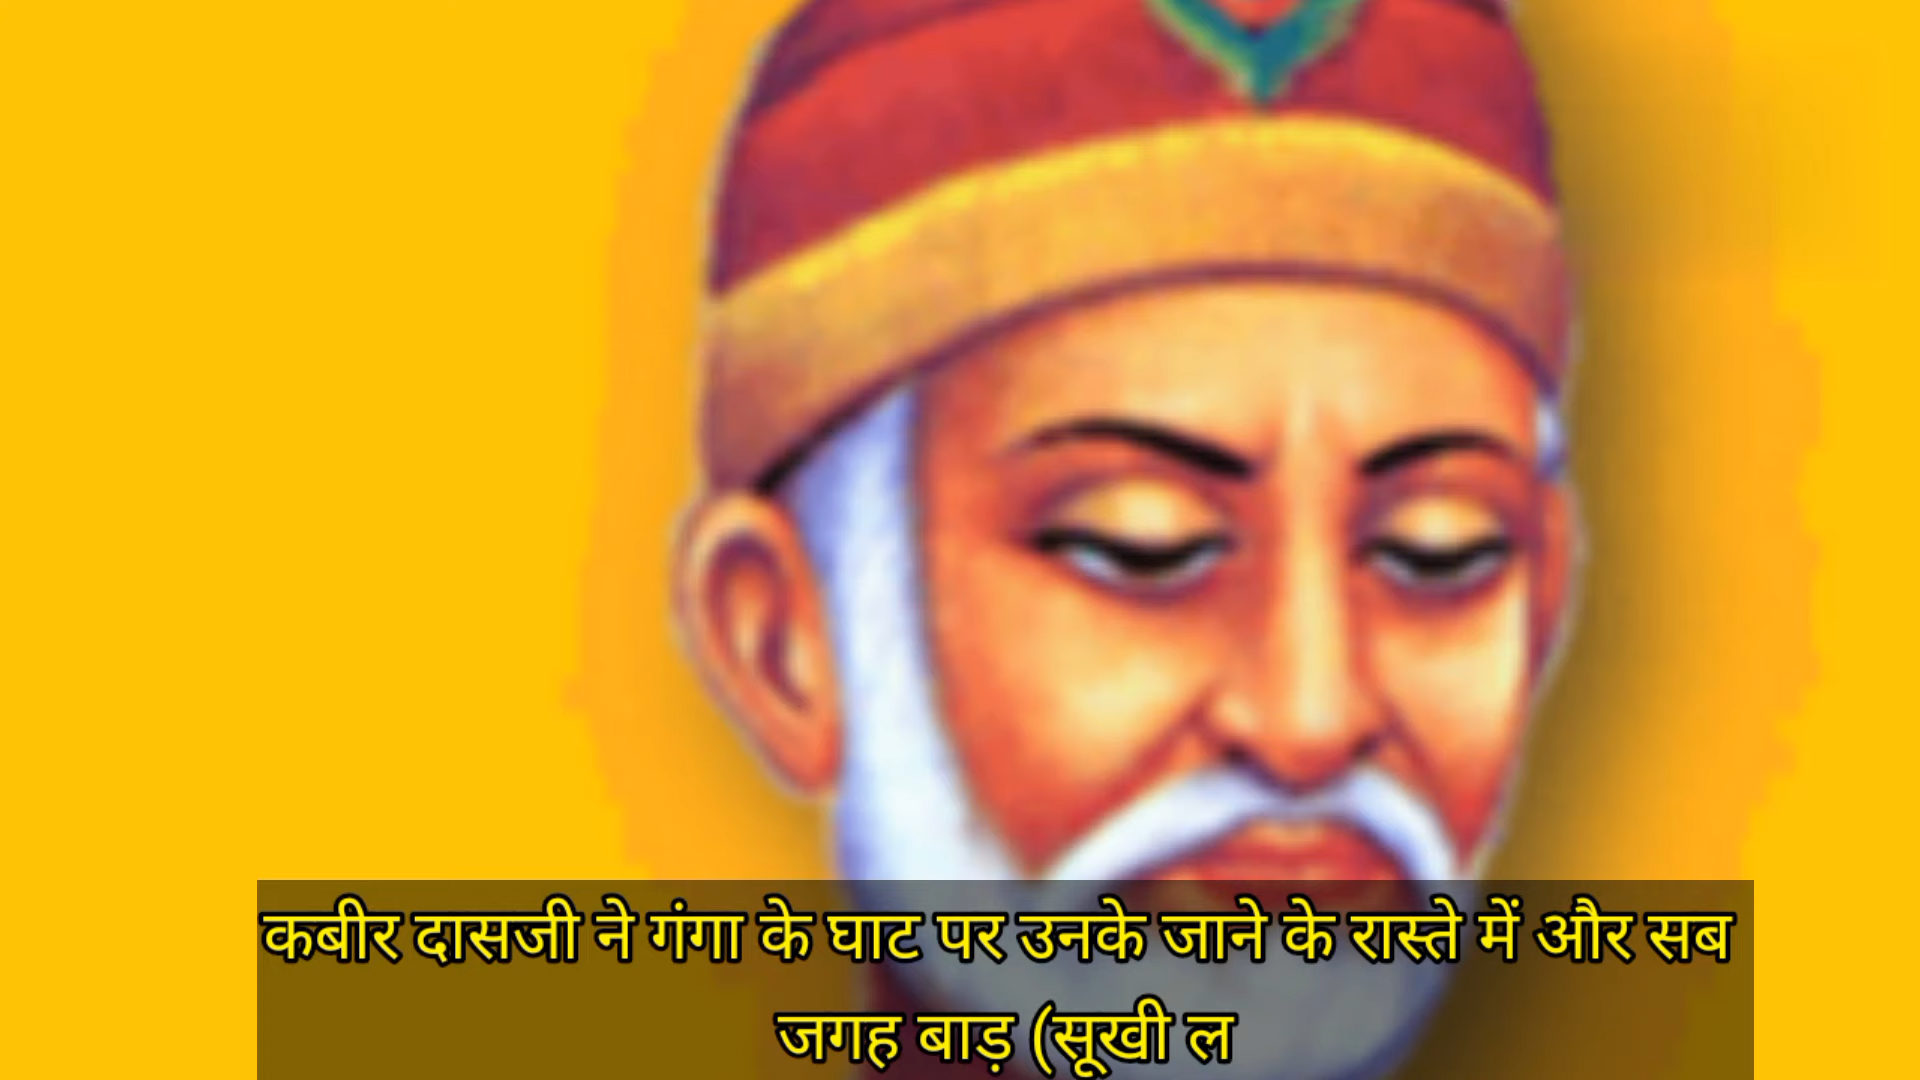 कबीर दासजी ने गंगा के घाट पर उनके जाने के रास्ते में और सब
जगह बाड़ (सूखी ल